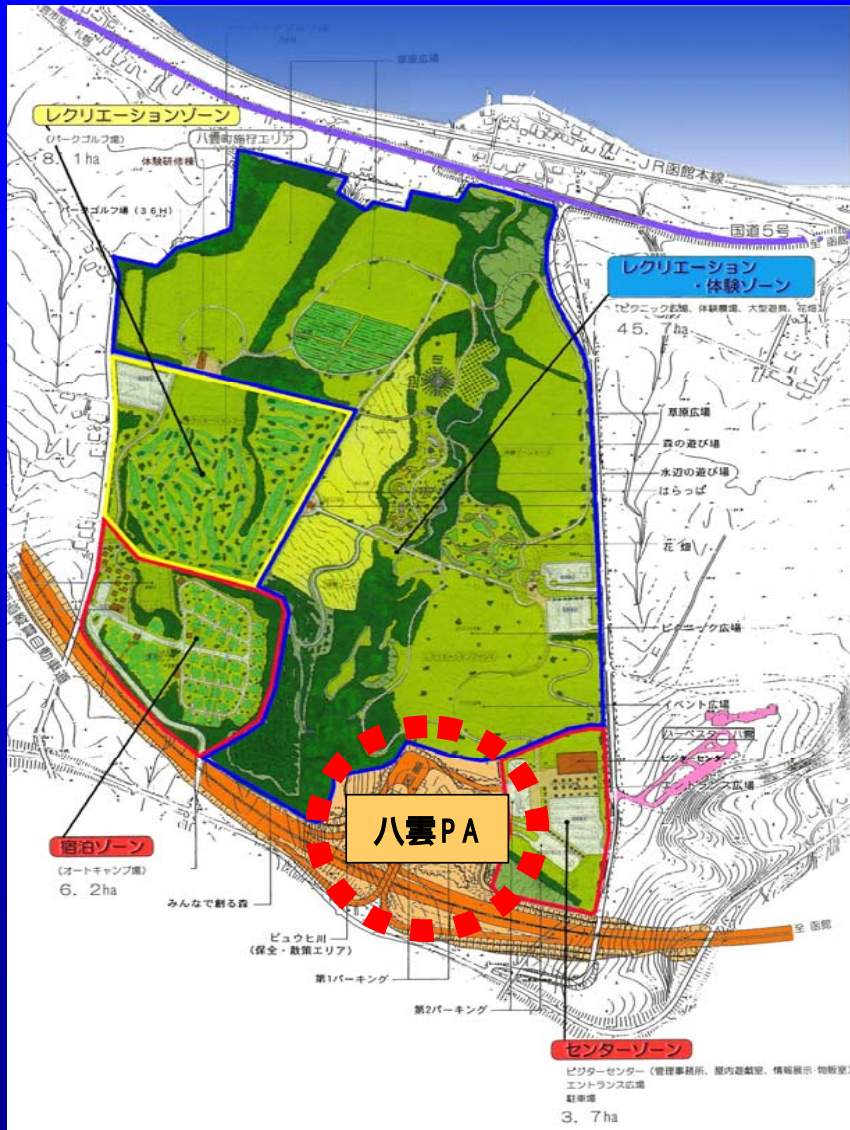 草原広場
レクリエーションゾーン
(パークゴルフ場)
8.1ha
八雲町施行エリア
体験研修棟
パークゴルフ場(36H)
JR函館本線
国道5号
至 函館
レクリエーション
・体験ゾーン
(ピクニック広場、体験農場、大型遊具、花畑)
45.7ha
草原広場
森の遊び場
水辺の遊び場
はらっぱ
花畑
ピクニック広場
イベント広場
ハーベスター八雲
ビジターセンター
エントランス広場
八雲PA
宿泊ゾーン
(オートキャンプ場)
6.2ha
みんなで創る森
ビュウヒ川
(保全・散策エリア)
第1パーキング
第2パーキング
至 函館
センターゾーン
ビジターセンター(管理事務所、屋内遊戯室、情報展示・物販室)
エントランス広場
駐車場
3.7ha